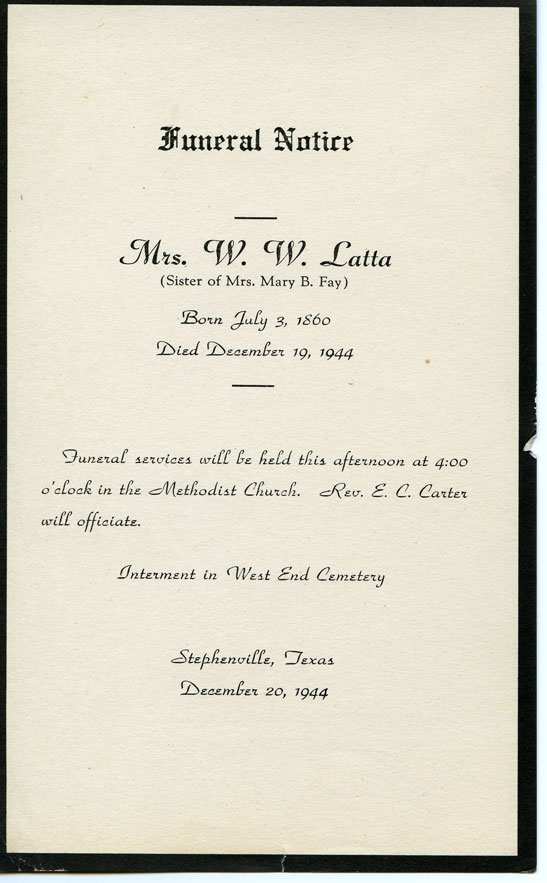 Funeral Notice
Mrs. W. W. Latta
(Sister of Mrs. Mary B. Fay)
Born July 3, 1860
Died December 19, 1944
Funeral services will be held this afternoon at 4:00
o'clock in the Methodist Church. Rev. E. C. Carter
will officiate.
Interment in West End Cemetery
Stephenville, Texas
December 20, 1944